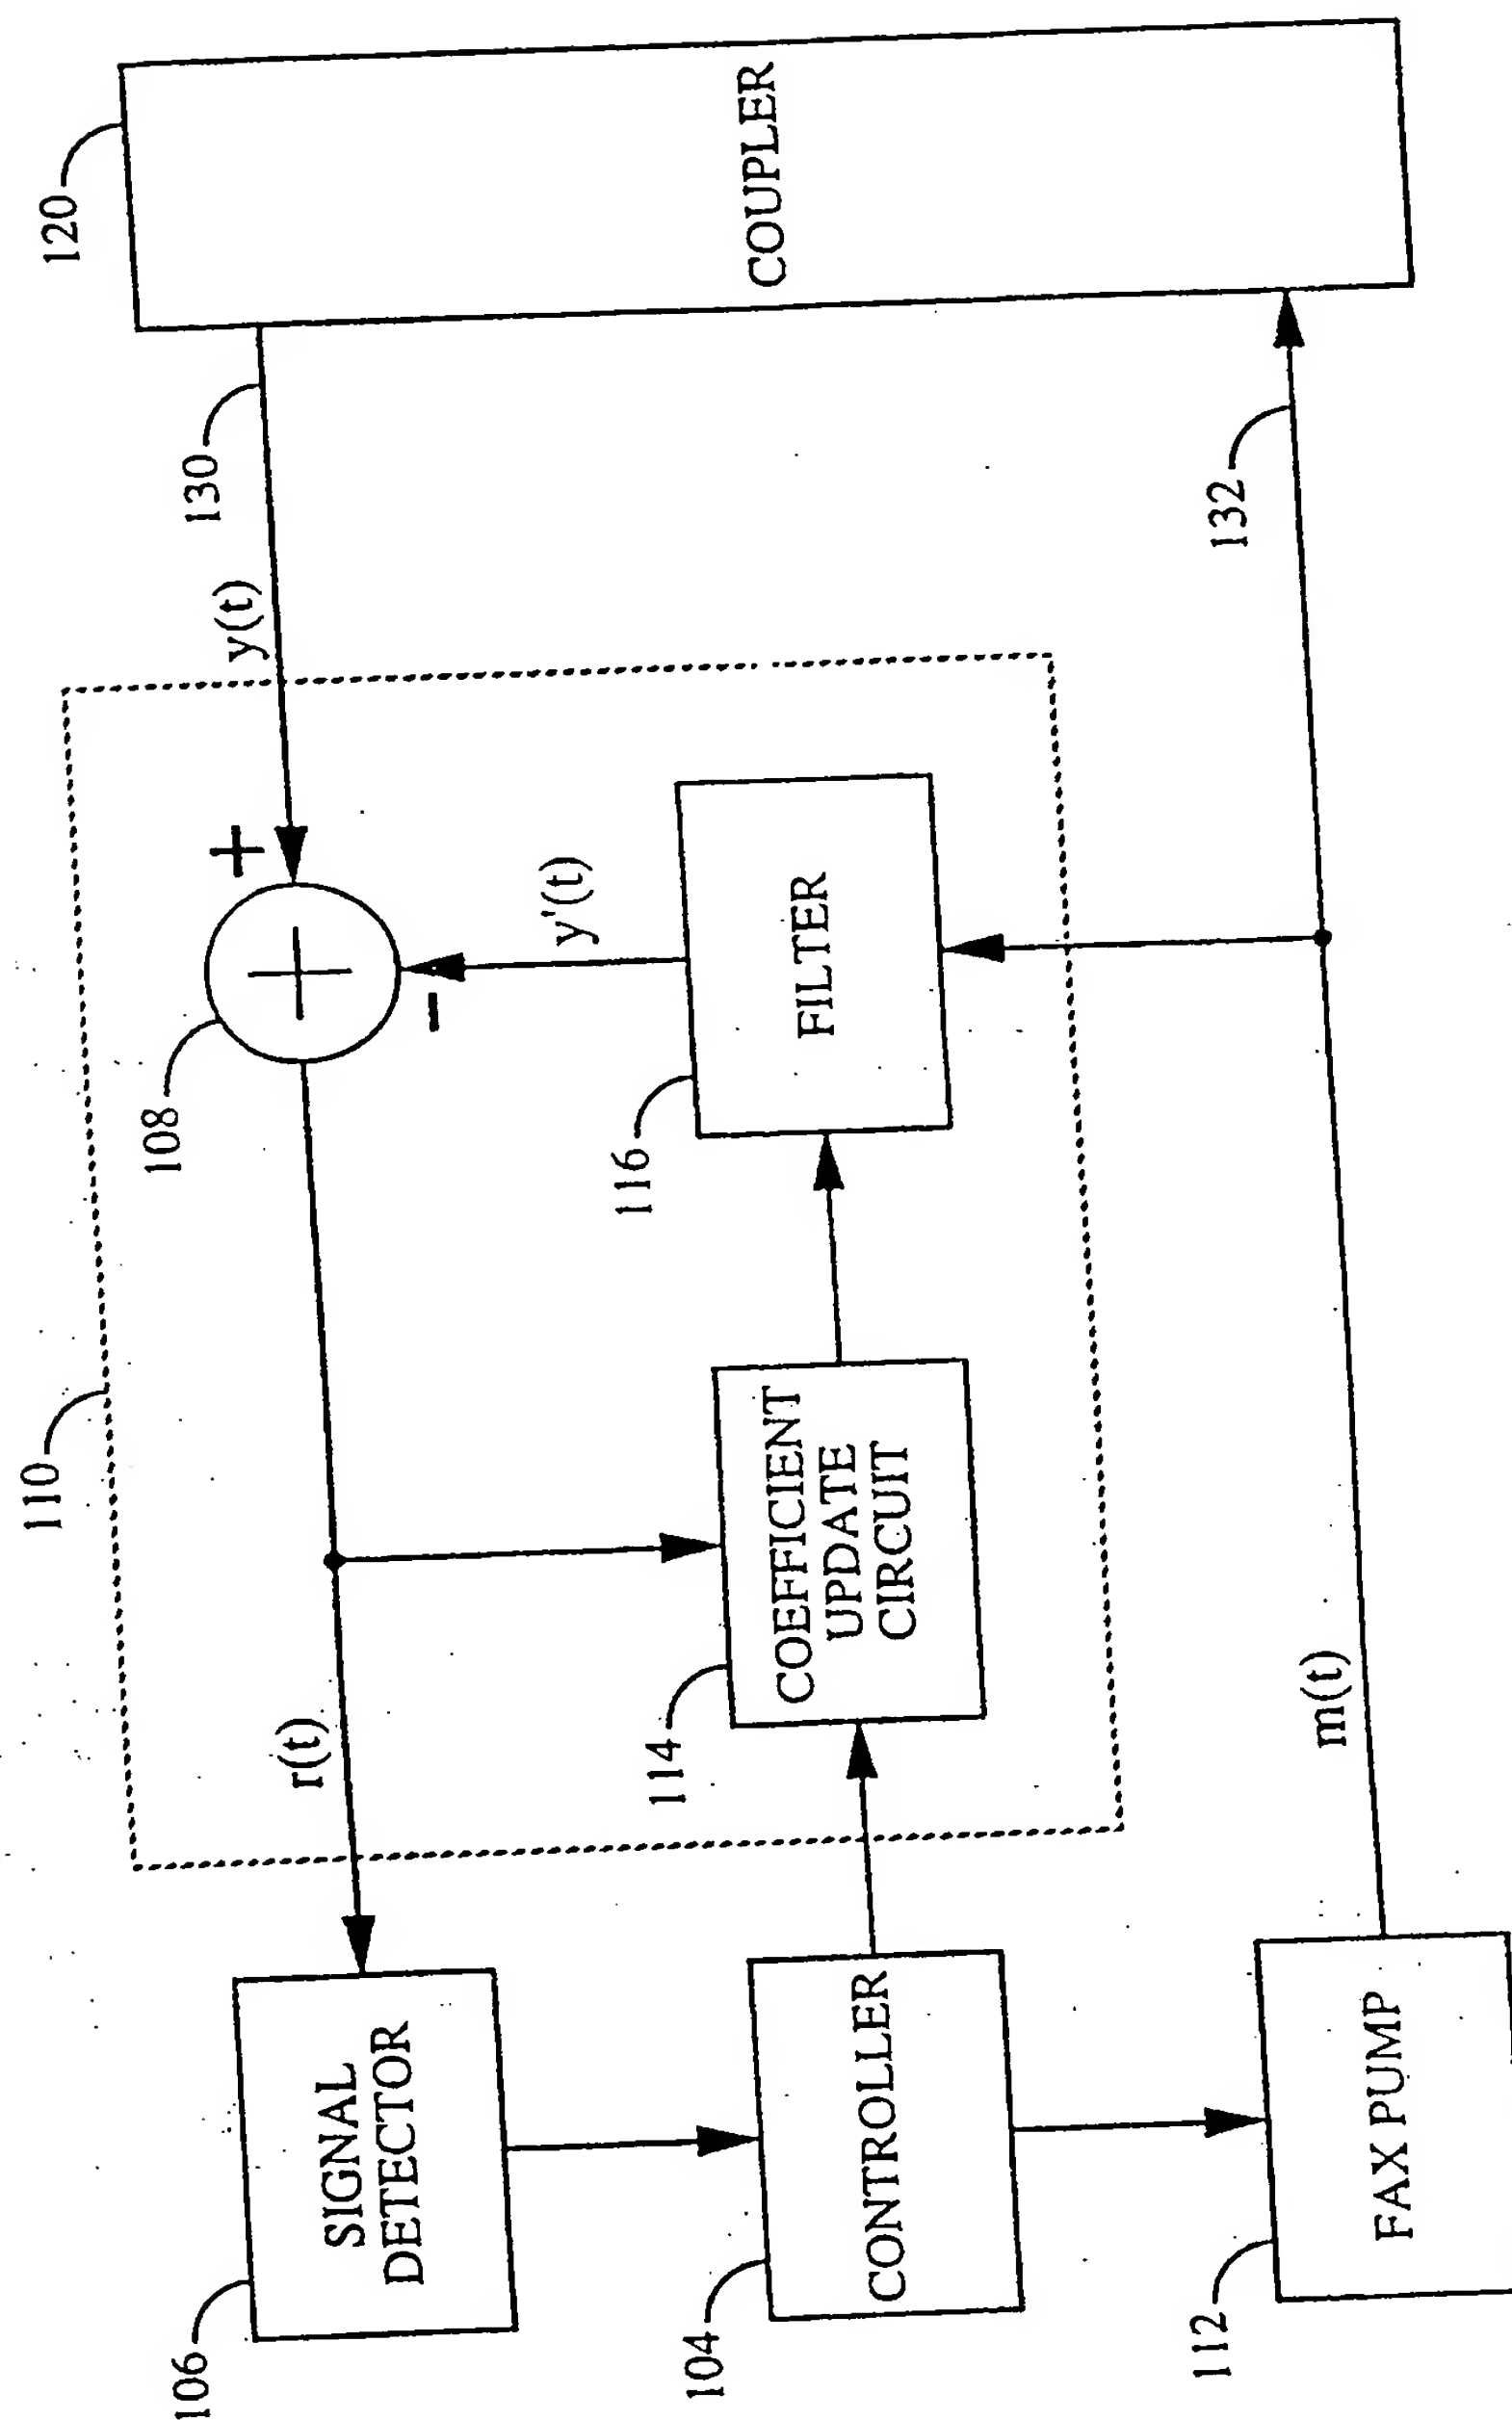 106
SIGNAL
DETECTOR
r(t)
110
108
+
-
y(t)
130
120
COUPLER
104
CONTROLLER
114
COEFFICIENT
UPDATE
CIRCUIT
116
FILTER
y'(t)
112
FAX PUMP
m(t)
132